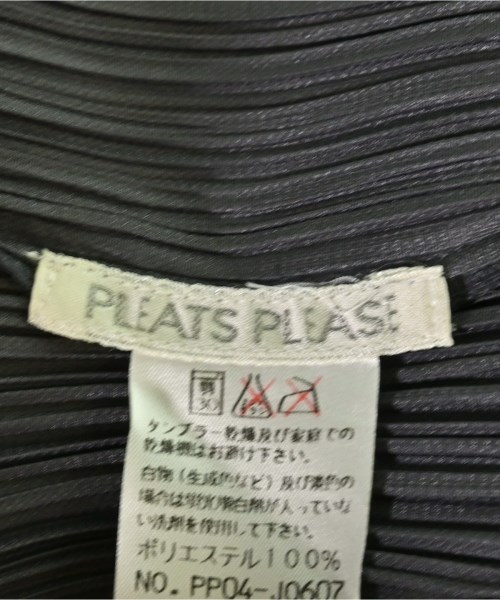 PLEATS PLEASE
弱
30
タンブラー乾燥及び家庭での
乾燥機はお避け下さい。
白物(生成的など)及び淡色の
場合は蛍光増白剤が入っていな
い洗剤を使用して下さい。
ポリエステル100%
NO. PP04-J0607